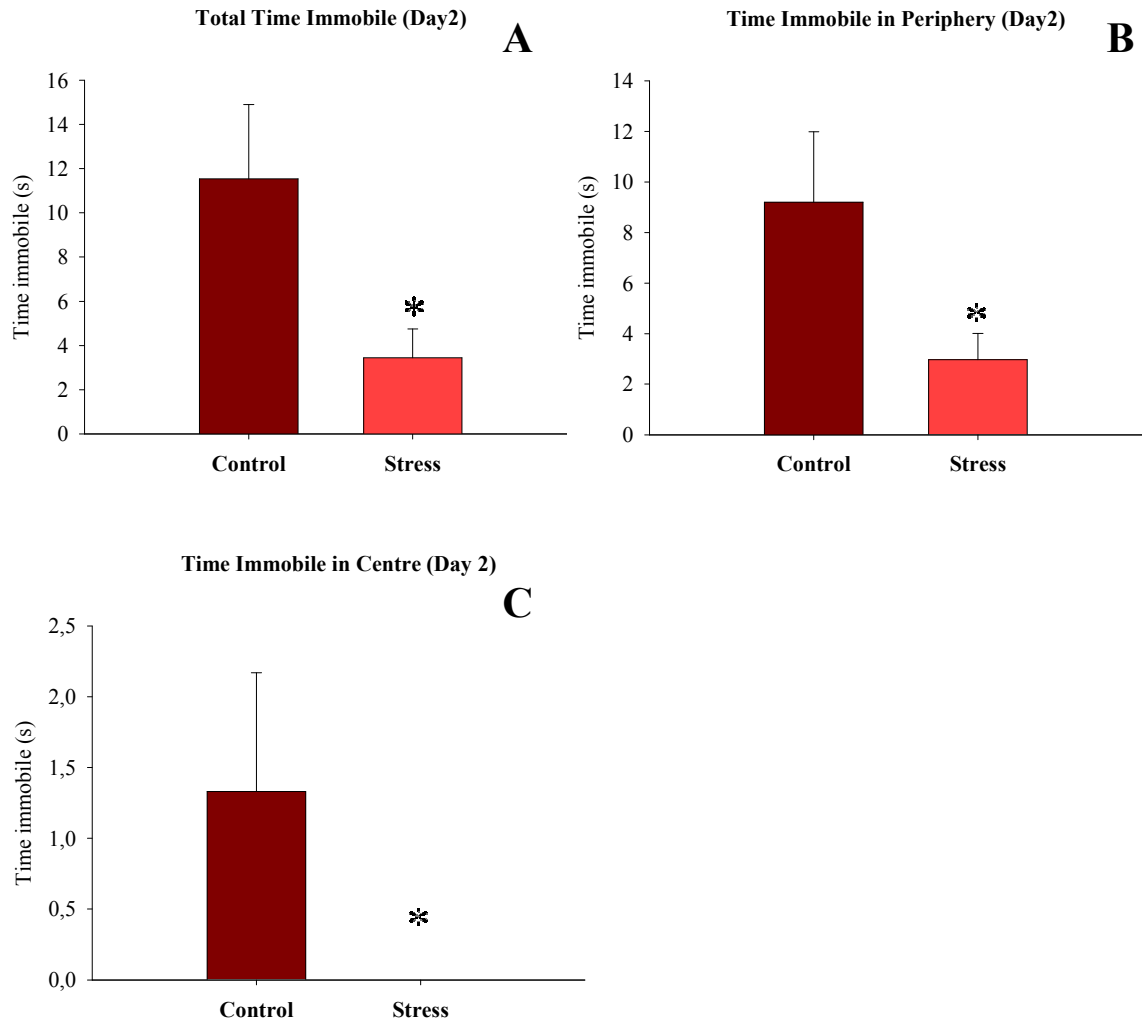 Total Time Immobile (Day2)
A
Time immobile (s)
16
14
12
10
8
6
4
2
0
*
Control
Stress
Time Immobile in Periphery (Day2)
B
Time immobile (s)
14
12
10
8
6
4
2
0
*
Control
Stress
Time Immobile in Centre (Day 2)
C
Time immobile (s)
2,5
2,0
1,5
1,0
0,5
0,0
*
Control
Stress